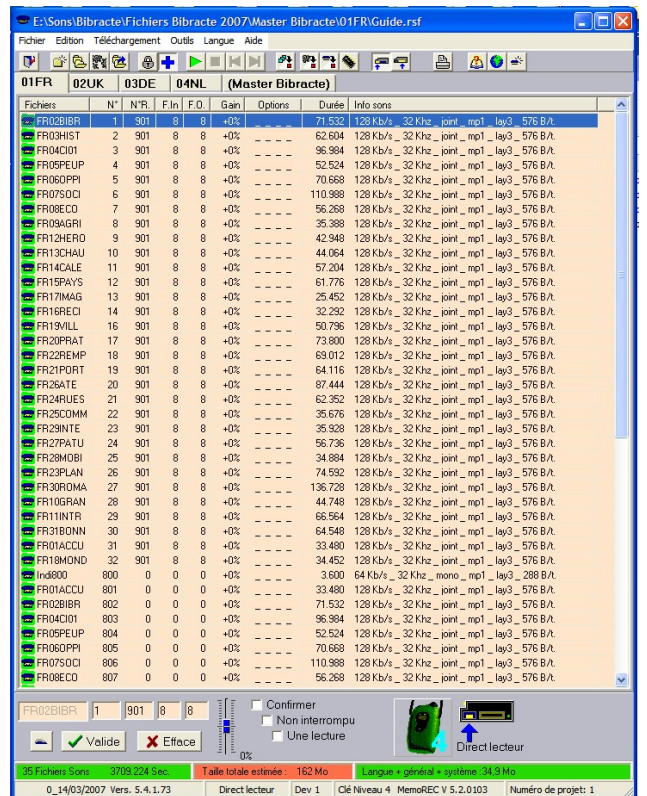 E:\Sons\Bibracte\Fichiers Bibracte 2007\Master Bibracte\01FR\Guide.rsf
Fichier Edition Téléchargement Outils Langue Aide
01FR 02UK 03DE 04NL (Master Bibracte)
Fichiers N° N°R. F.In F.O. Gain Options Durée Info sons
FR02BIBR 1 901 8 8 +0% _ _ _ _ 71.532 128 Kb/s _ 32 Khz _ joint _ mp1 _ lay3 _ 576 B/t.
FR03HIST 2 901 8 8 +0% _ _ _ _ 62.604 128 Kb/s _ 32 Khz _ joint _ mp1 _ lay3 _ 576 B/t.
FR04CI01 3 901 8 8 +0% _ _ _ _ 96.984 128 Kb/s _ 32 Khz _ joint _ mp1 _ lay3 _ 576 B/t.
FR05PEUP 4 901 8 8 +0% _ _ _ _ 52.524 128 Kb/s _ 32 Khz _ joint _ mp1 _ lay3 _ 576 B/t.
FR06OPPI 5 901 8 8 +0% _ _ _ _ 70.668 128 Kb/s _ 32 Khz _ joint _ mp1 _ lay3 _ 576 B/t.
FR07SOCI 6 901 8 8 +0% _ _ _ _ 110.988 128 Kb/s _ 32 Khz _ joint _ mp1 _ lay3 _ 576 B/t.
FR08ECO 7 901 8 8 +0% _ _ _ _ 56.268 128 Kb/s _ 32 Khz _ joint _ mp1 _ lay3 _ 576 B/t.
FR09AGRI 8 901 8 8 +0% _ _ _ _ 35.388 128 Kb/s _ 32 Khz _ joint _ mp1 _ lay3 _ 576 B/t.
FR12HERO 9 901 8 8 +0% _ _ _ _ 42.948 128 Kb/s _ 32 Khz _ joint _ mp1 _ lay3 _ 576 B/t.
FR13CHAU 10 901 8 8 +0% _ _ _ _ 44.064 128 Kb/s _ 32 Khz _ joint _ mp1 _ lay3 _ 576 B/t.
FR14CALE 11 901 8 8 +0% _ _ _ _ 57.204 128 Kb/s _ 32 Khz _ joint _ mp1 _ lay3 _ 576 B/t.
FR15PAYS 12 901 8 8 +0% _ _ _ _ 61.776 128 Kb/s _ 32 Khz _ joint _ mp1 _ lay3 _ 576 B/t.
FR17IMAG 13 901 8 8 +0% _ _ _ _ 25.452 128 Kb/s _ 32 Khz _ joint _ mp1 _ lay3 _ 576 B/t.
FR16RECI 14 901 8 8 +0% _ _ _ _ 32.292 128 Kb/s _ 32 Khz _ joint _ mp1 _ lay3 _ 576 B/t.
FR19VILL 16 901 8 8 +0% _ _ _ _ 50.796 128 Kb/s _ 32 Khz _ joint _ mp1 _ lay3 _ 576 B/t.
FR20PRAT 17 901 8 8 +0% _ _ _ _ 73.800 128 Kb/s _ 32 Khz _ joint _ mp1 _ lay3 _ 576 B/t.
FR22REMP 18 901 8 8 +0% _ _ _ _ 69.012 128 Kb/s _ 32 Khz _ joint _ mp1 _ lay3 _ 576 B/t.
FR21PORT 19 901 8 8 +0% _ _ _ _ 64.116 128 Kb/s _ 32 Khz _ joint _ mp1 _ lay3 _ 576 B/t.
FR26ATE 20 901 8 8 +0% _ _ _ _ 87.444 128 Kb/s _ 32 Khz _ joint _ mp1 _ lay3 _ 576 B/t.
FR24RUES 21 901 8 8 +0% _ _ _ _ 62.352 128 Kb/s _ 32 Khz _ joint _ mp1 _ lay3 _ 576 B/t.
FR25COMM 22 901 8 8 +0% _ _ _ _ 35.676 128 Kb/s _ 32 Khz _ joint _ mp1 _ lay3 _ 576 B/t.
FR29INTE 23 901 8 8 +0% _ _ _ _ 35.928 128 Kb/s _ 32 Khz _ joint _ mp1 _ lay3 _ 576 B/t.
FR27PATU 24 901 8 8 +0% _ _ _ _ 56.736 128 Kb/s _ 32 Khz _ joint _ mp1 _ lay3 _ 576 B/t.
FR28MOBI 25 901 8 8 +0% _ _ _ _ 34.884 128 Kb/s _ 32 Khz _ joint _ mp1 _ lay3 _ 576 B/t.
FR23PLAN 26 901 8 8 +0% _ _ _ _ 74.592 128 Kb/s _ 32 Khz _ joint _ mp1 _ lay3 _ 576 B/t.
FR30ROMA 27 901 8 8 +0% _ _ _ _ 136.728 128 Kb/s _ 32 Khz _ joint _ mp1 _ lay3 _ 576 B/t.
FR10GRAN 28 901 8 8 +0% _ _ _ _ 44.748 128 Kb/s _ 32 Khz _ joint _ mp1 _ lay3 _ 576 B/t.
FR11INTR 29 901 8 8 +0% _ _ _ _ 66.564 128 Kb/s _ 32 Khz _ joint _ mp1 _ lay3 _ 576 B/t.
FR31BONN 30 901 8 8 +0% _ _ _ _ 64.548 128 Kb/s _ 32 Khz _ joint _ mp1 _ lay3 _ 576 B/t.
FR01ACCU 31 901 8 8 +0% _ _ _ _ 33.480 128 Kb/s _ 32 Khz _ joint _ mp1 _ lay3 _ 576 B/t.
FR18MOND 32 901 8 8 +0% _ _ _ _ 34.452 128 Kb/s _ 32 Khz _ joint _ mp1 _ lay3 _ 576 B/t.
Indi800 800 0 0 0 +0% _ _ _ _ 3.600 64 Kb/s _ 32 Khz _ mono _ mp1 _ lay3 _ 288 B/t.
FR01ACCU 801 0 0 0 +0% _ _ _ _ 33.480 128 Kb/s _ 32 Khz _ joint _ mp1 _ lay3 _ 576 B/t.
FR02BIBR 802 0 0 0 +0% _ _ _ _ 71.532 128 Kb/s _ 32 Khz _ joint _ mp1 _ lay3 _ 576 B/t.
FR04CI01 803 0 0 0 +0% _ _ _ _ 96.984 128 Kb/s _ 32 Khz _ joint _ mp1 _ lay3 _ 576 B/t.
FR05PEUP 804 0 0 0 +0% _ _ _ _ 52.524 128 Kb/s _ 32 Khz _ joint _ mp1 _ lay3 _ 576 B/t.
FR06OPPI 805 0 0 0 +0% _ _ _ _ 70.668 128 Kb/s _ 32 Khz _ joint _ mp1 _ lay3 _ 576 B/t.
FR07SOCI 806 0 0 0 +0% _ _ _ _ 110.988 128 Kb/s _ 32 Khz _ joint _ mp1 _ lay3 _ 576 B/t.
FR08ECO 807 0 0 0 +0% _ _ _ _ 56.268 128 Kb/s _ 32 Khz _ joint _ mp1 _ lay3 _ 576 B/t.
FR02BIBR 1 901 8 8
Confirmer
Non interrompu
Une lecture
Valide Efface
0%
4
Direct lecteur
35 Fichiers Sons 3709.224 Sec. Taille totale estimée : 162 Mo Langue + général + système :34,9 Mo
0_14/03/2007 Vers. 5.4.1.73 Direct lecteur Dev 1 Clé Niveau 4 MemoREC V 5.2.0103 Numéro de projet: 1